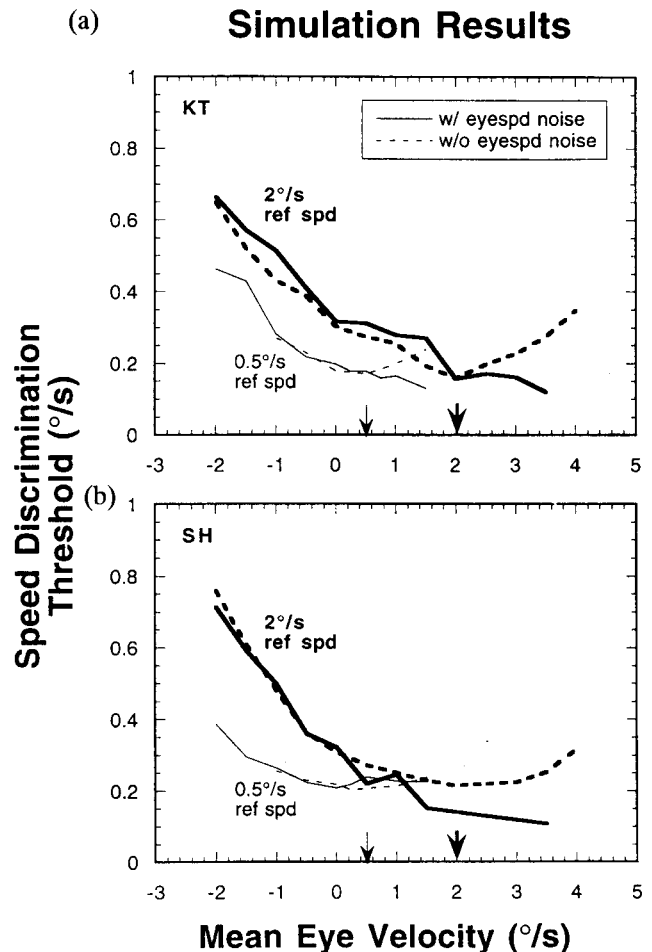 (a)
Simulation Results
1
0.8
0.6
0.4
0.2
0
KT
w/ eyespd noise
w/o eyespd noise
2°/s
ref spd
0.5°/s
ref spd
-3 -2 -1 0 1 2 3 4 5
(b)
1
0.8
0.6
0.4
0.2
0
SH
2°/s
ref spd
0.5°/s
ref spd
-3 -2 -1 0 1 2 3 4 5
Speed Discrimination
Threshold (°/s)
Mean Eye Velocity (°/s)